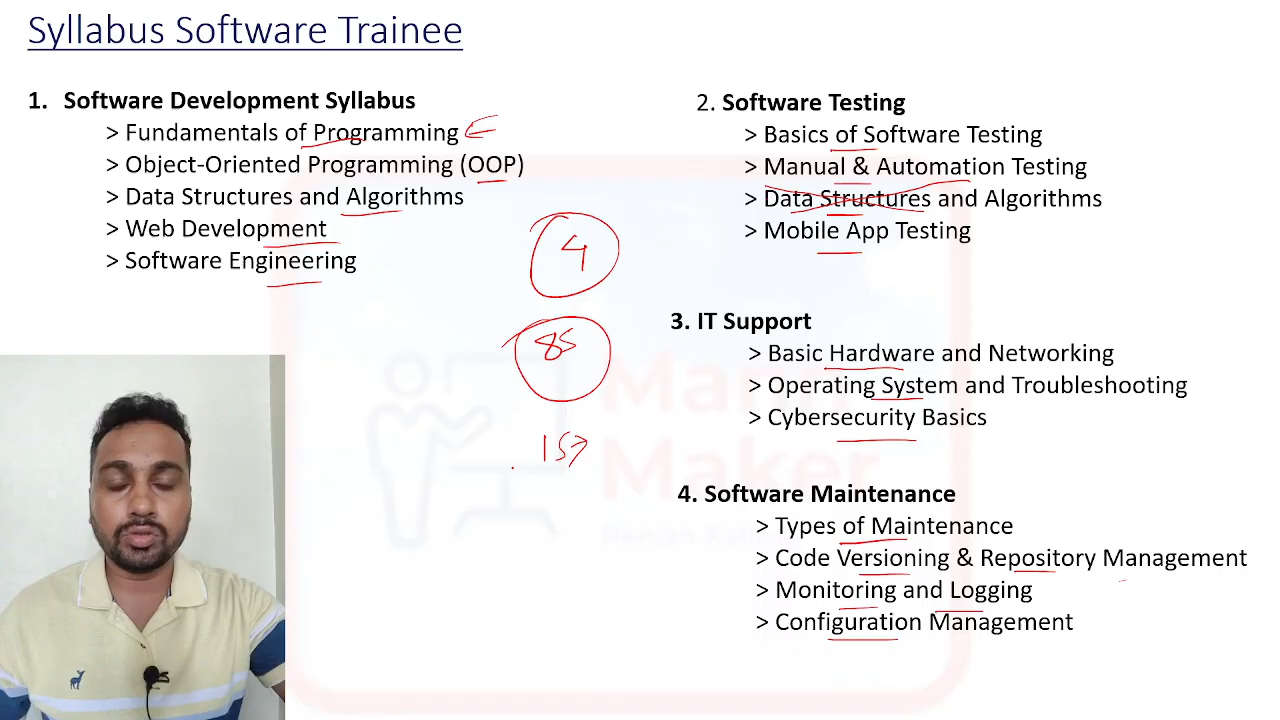 Syllabus Software Trainee
1. Software Development Syllabus
> Fundamentals of Programming
> Object-Oriented Programming (OOP)
> Data Structures and Algorithms
> Web Development
> Software Engineering
4
85
2. Software Testing
> Basics of Software Testing
> Manual & Automation Testing
> Data Structures and Algorithms
> Mobile App Testing
3. IT Support
> Basic Hardware and Networking
> Operating System and Troubleshooting
> Cybersecurity Basics
4. Software Maintenance
> Types of Maintenance
> Code Versioning & Repository Management
> Monitoring and Logging
> Configuration Management
Maker